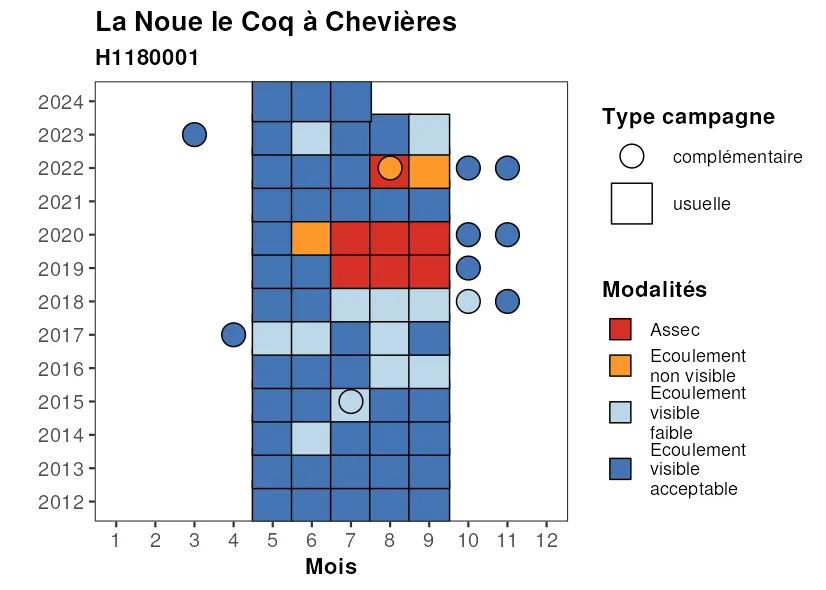 La Noue le Coq à Chevières
H1180001
2024
2023
2022
2021
2020
2019
2018
2017
2016
2015
2014
2013
2012
1 2 3 4 5 6 7 8 9 10 11 12
Mois
Type campagne
complémentaire
usuelle
Modalités
Assec
Ecoulement
non visible
Ecoulement
visible
faible
Ecoulement
visible
acceptable